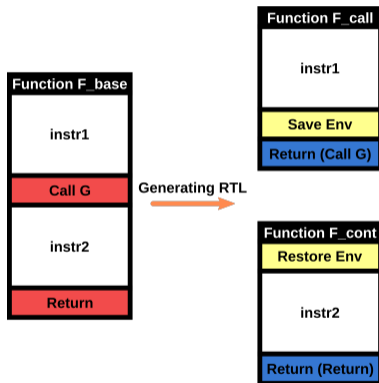 Function F_base
instr1
Call G
instr2
Return
Generating RTL
Function F_call
instr1
Save Env
Return (Call G)
Function F_cont
Restore Env
instr2
Return (Return)